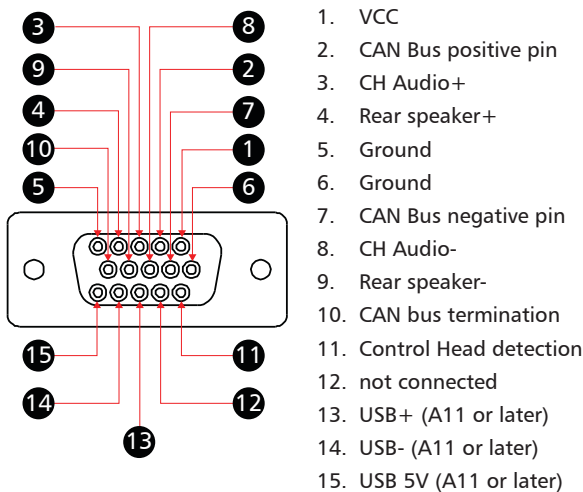 3
8
9
2
4
7
10
1
5
6
15
11
14
12
13
1. VCC
2. CAN Bus positive pin
3. CH Audio+
4. Rear speaker+
5. Ground
6. Ground
7. CAN Bus negative pin
8. CH Audio-
9. Rear speaker-
10. CAN bus termination
11. Control Head detection
12. not connected
13. USB+ (A11 or later)
14. USB- (A11 or later)
15. USB 5V (A11 or later)